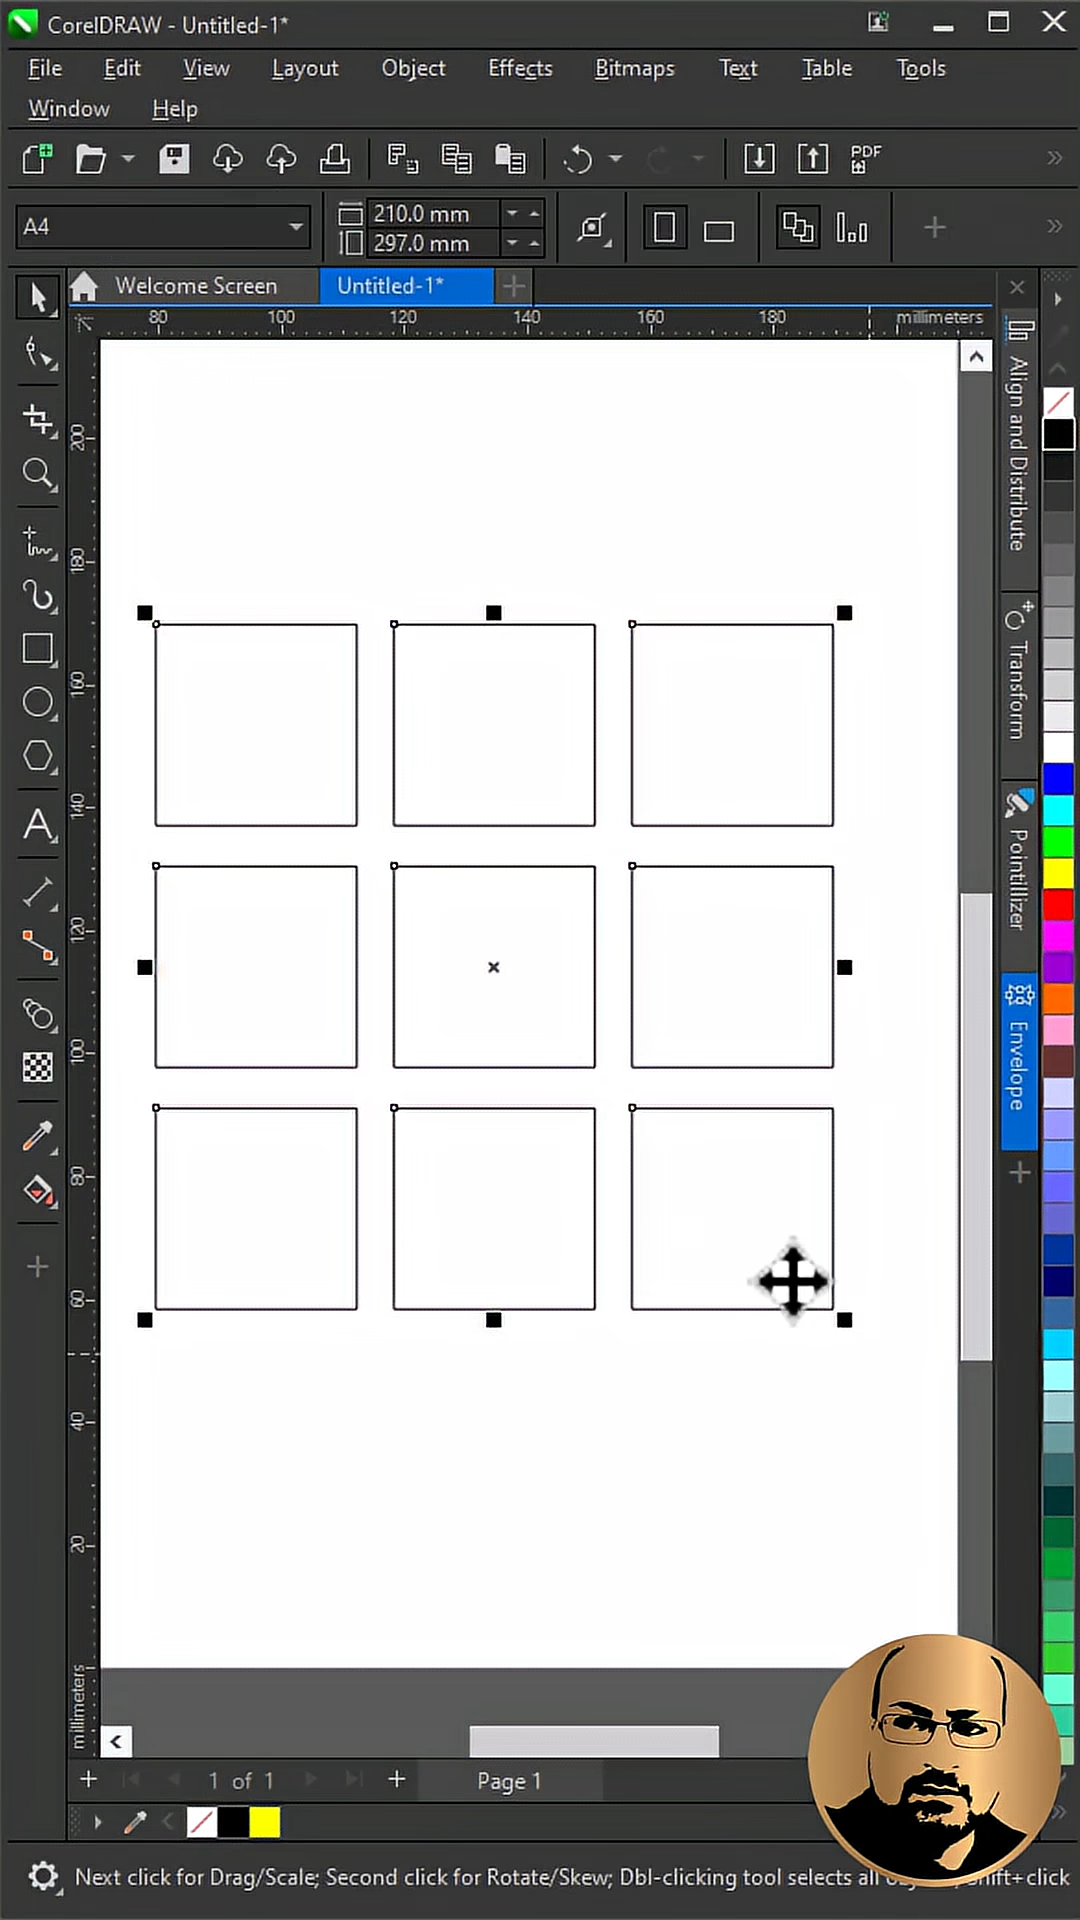 CorelDRAW - Untitled-1*
File Edit View Layout Object Effects Bitmaps Text Table Tools
Window Help
PDF
A4
210.0 mm
297.0 mm
Welcome Screen
Untitled-1*
80 100 120 140 160 180 millimeters
200
180
160
140
120
100
80
60
40
20
millimeters
Align and Distribute
Transform
Pointillizer
Envelope
1 of 1
Page 1
Next click for Drag/Scale; Second click for Rotate/Skew; Dbl-clicking tool selects all click